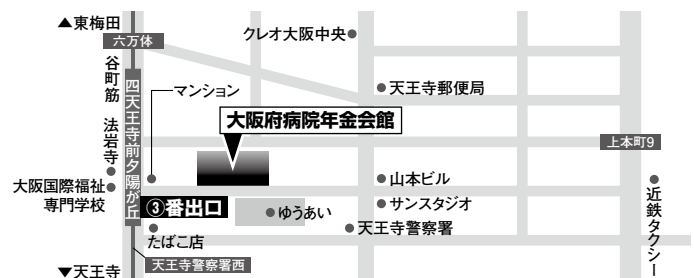 ▲東梅田
六万体
クレオ大阪中央
谷町筋
四天王寺前夕陽が丘
マンション
天王寺郵便局
大阪府病院年金会館
法岩寺
上本町9
大阪国際福祉
専門学校
山本ビル
近鉄タクシー
③番出口
ゆうあい
サンスタジオ
たばこ店
天王寺警察署
▼天王寺
天王寺警察署西